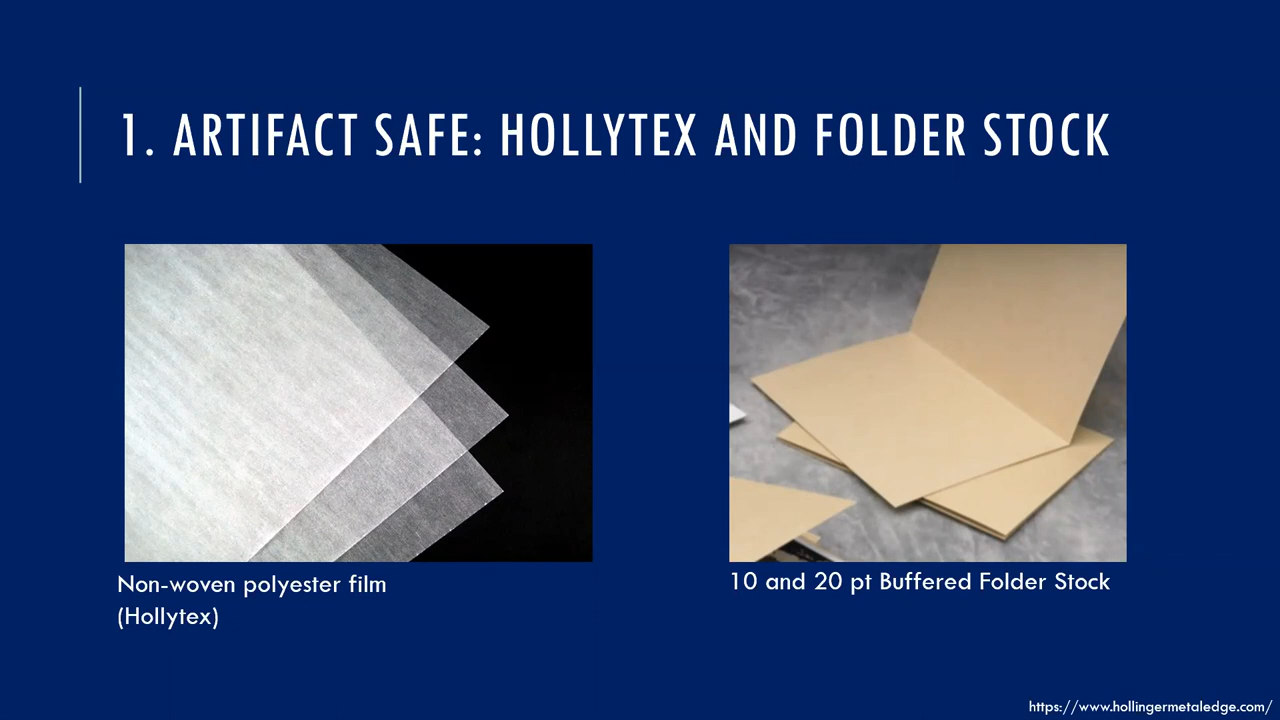 1. ARTIFACT SAFE: HOLLYTEX AND FOLDER STOCK
Non-woven polyester film
(Hollytex)
10 and 20 pt Buffered Folder Stock
https://www.hollingermetaledge.com/